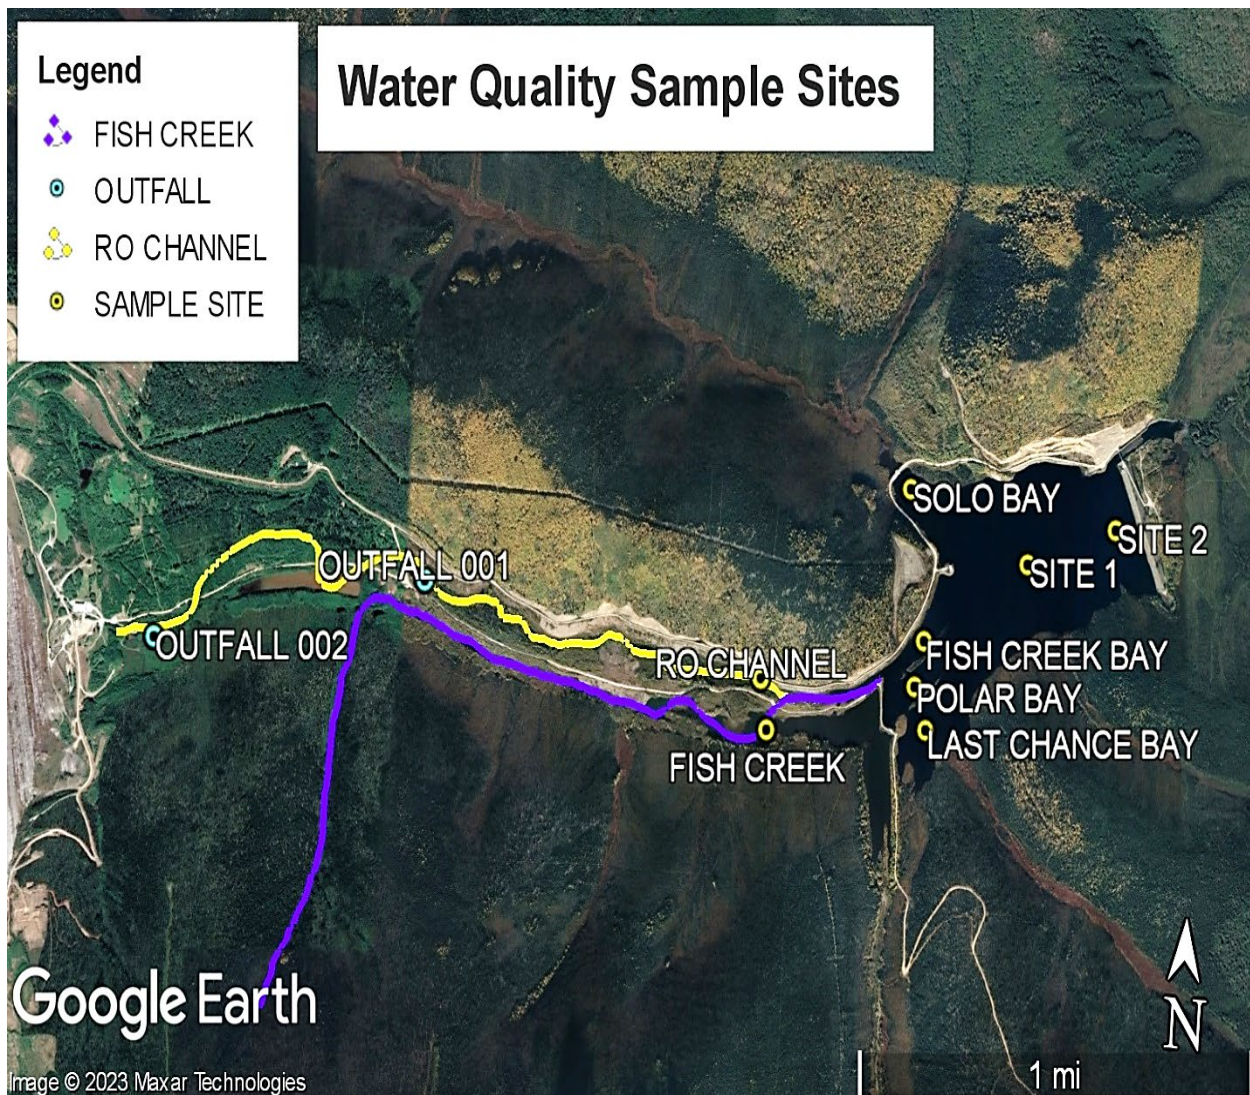 Legend
FISH CREEK
OUTFALL
RO CHANNEL
SAMPLE SITE
Water Quality Sample Sites
SOLO BAY
SITE 2
SITE 1
OUTFALL 001
OUTFALL 002
RO CHANNEL
FISH CREEK BAY
POLAR BAY
LAST CHANCE BAY
FISH CREEK
Google Earth
Image © 2023 Maxar Technologies
N
1 mi